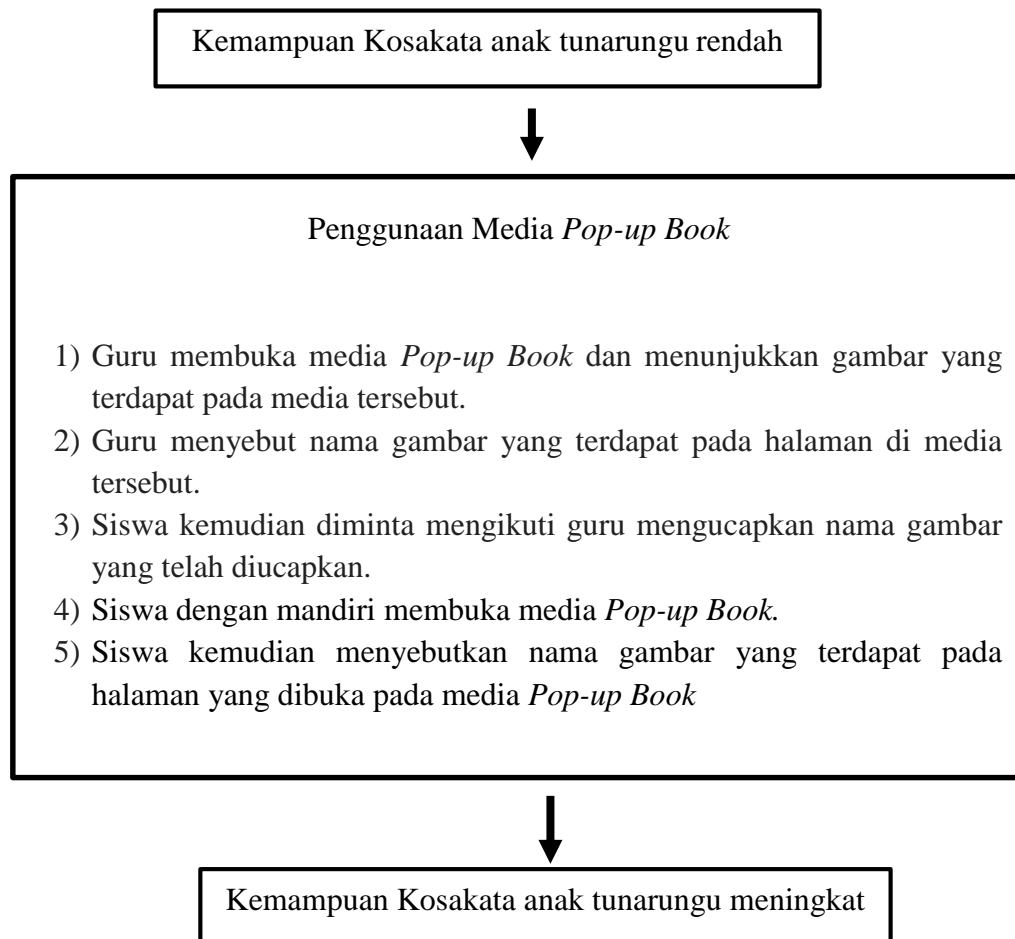 Kemampuan Kosakata anak tunarungu rendah
Penggunaan Media Pop-up Book
1) Guru membuka media Pop-up Book dan menunjukkan gambar yang
terdapat pada media tersebut.
2) Guru menyebut nama gambar yang terdapat pada halaman di media
tersebut.
3) Siswa kemudian diminta mengikuti guru mengucapkan nama gambar
yang telah diucapkan.
4) Siswa dengan mandiri membuka media Pop-up Book.
5) Siswa kemudian menyebutkan nama gambar yang terdapat pada
halaman yang dibuka pada media Pop-up Book
Kemampuan Kosakata anak tunarungu meningkat